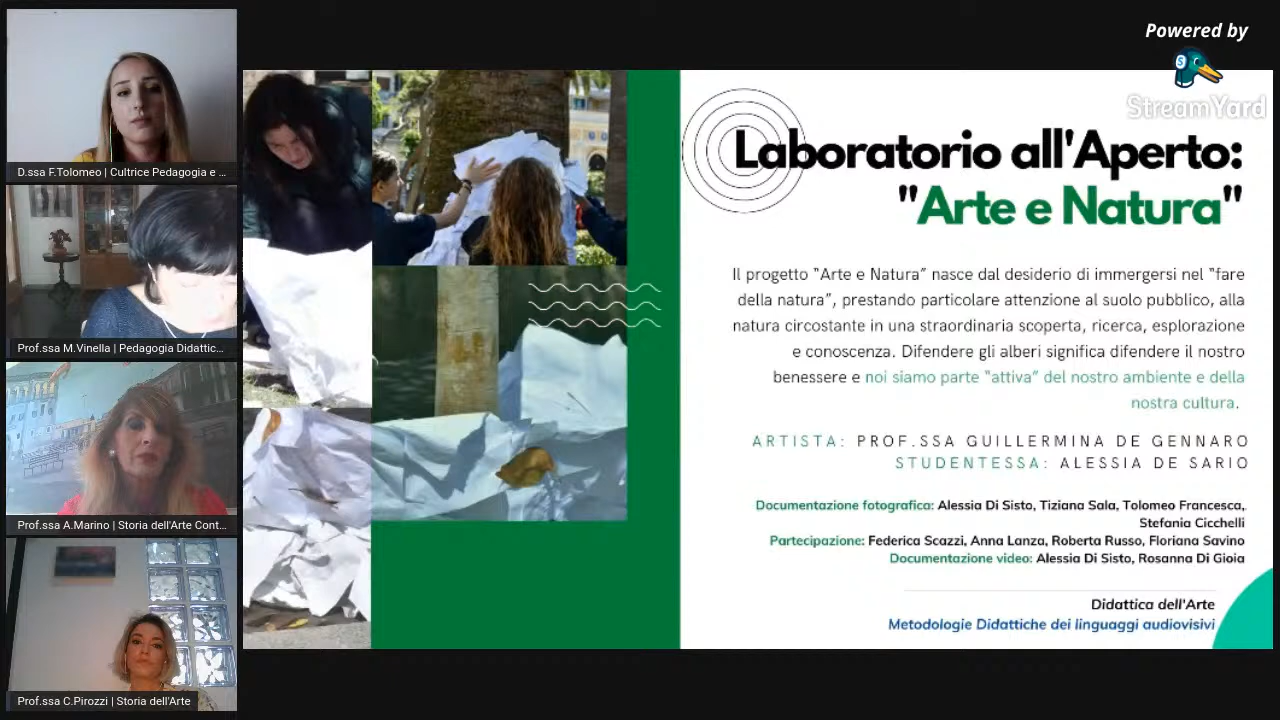 Powered by
StreamYard
D.ssa F.Tolomeo | Cultrice Pedagogia e ...
Prof.ssa M.Vinella | Pedagogia Didattic...
Prof.ssa A.Marino | Storia dell'Arte Cont...
Prof.ssa C.Pirozzi | Storia dell'Arte
Laboratorio all'Aperto:
"Arte e Natura"
Il progetto “Arte e Natura” nasce dal desiderio di immergersi nel “fare
della natura”, prestando particolare attenzione al suolo pubblico, alla
natura circostante in una straordinaria scoperta, ricerca, esplorazione
e conoscenza. Difendere gli alberi significa difendere il nostro
benessere e noi siamo parte “attiva” del nostro ambiente e della
nostra cultura.
ARTISTA: PROF.SSA GUILLERMINA DE GENNARO
STUDENTESSA: ALESSIA DE SARIO
Documentazione fotografica: Alessia Di Sisto, Tiziana Sala, Tolomeo Francesca,.
Stefania Cicchelli
Partecipazione: Federica Scazzi, Anna Lanza, Roberta Russo, Floriana Savino
Documentazione video: Alessia Di Sisto, Rosanna Di Gioia
Didattica dell'Arte
Metodologie Didattiche dei linguaggi audiovisivi